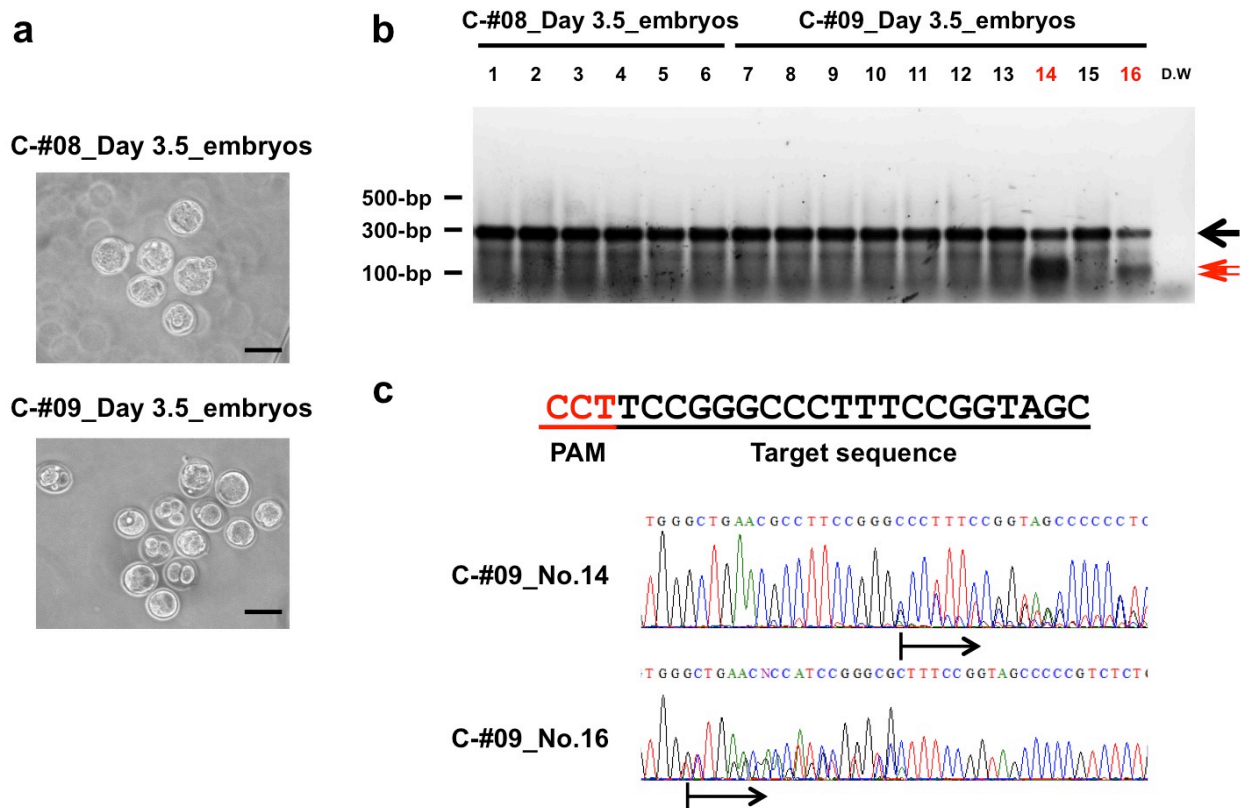 a
C-#08_Day 3.5_embryos
C-#09_Day 3.5_embryos
b
C-#08_Day 3.5_embryos C-#09_Day 3.5_embryos
1 2 3 4 5 6 7 8 9 10 11 12 13 14 15 16 D.W
500-bp
300-bp
100-bp
c
CCTTCCGGGCCCTTTCCGGTAGC
PAM Target sequence
TGGGCTGAACGCCTTCCGGGCCCTTTCCGGTAGCCCCCCTC
C-#09_No.14
GTGGGCTGAACNCCATCCGGGCGCTTTCCGGTAGCCCCCGTCTCTG
C-#09_No.16